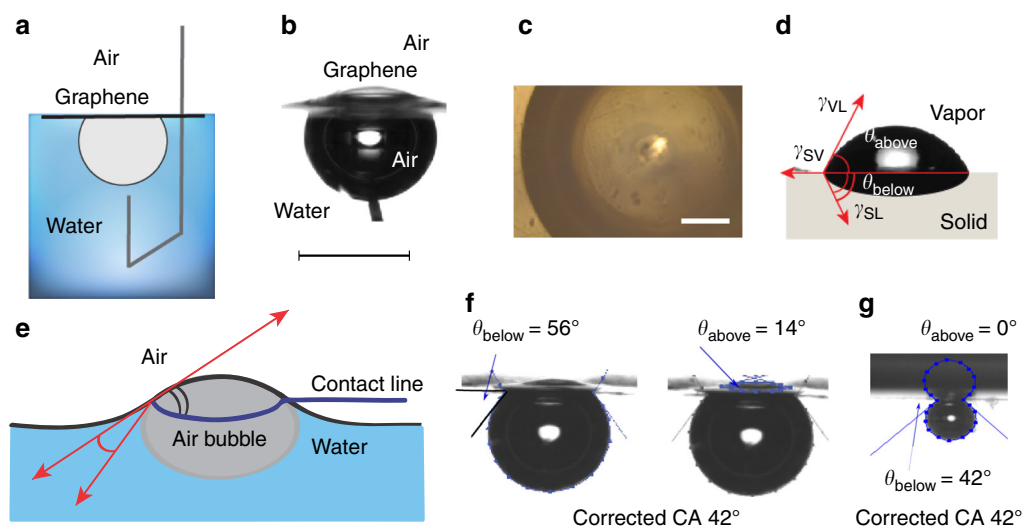 a
Air
Graphene
Water
b
Air
Graphene
Air
Water
c
d
γVL
Vapor
θabove
γSV
θbelow
γSL
Solid
e
Air
Contact line
Air bubble
Water
f
θbelow = 56°
θabove = 14°
Corrected CA 42°
g
θabove = 0°
θbelow = 42°
Corrected CA 42°